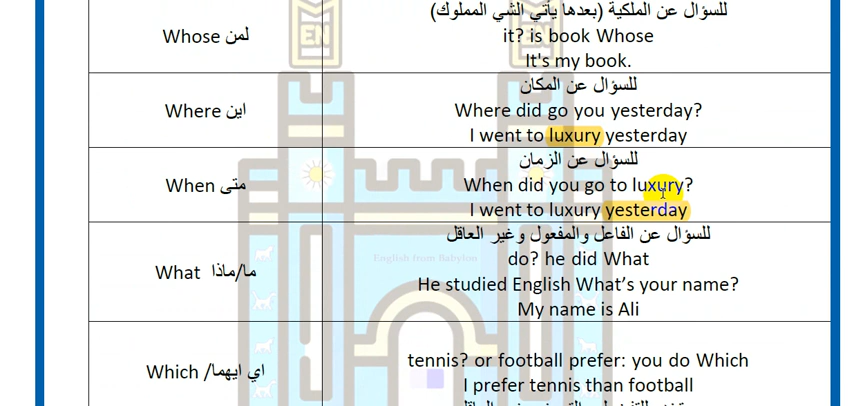 للسؤال عن الملكية (بعدها يأتي الشي المملوك)
Whose لمن
it? is book Whose
It's my book.
للسؤال عن المكان
Where اين
Where did go you yesterday?
I went to luxury yesterday
للسؤال عن الزمان
When متى
When did you go to luxury?
I went to luxury yesterday
للسؤال عن الفاعل والمفعول وغير العاقل
What ما/ماذا
do? he did What
He studied English What's your name?
My name is Ali
English from Babylon
Which /اي ايهما
tennis? or football prefer: you do Which
I prefer tennis than football
EN